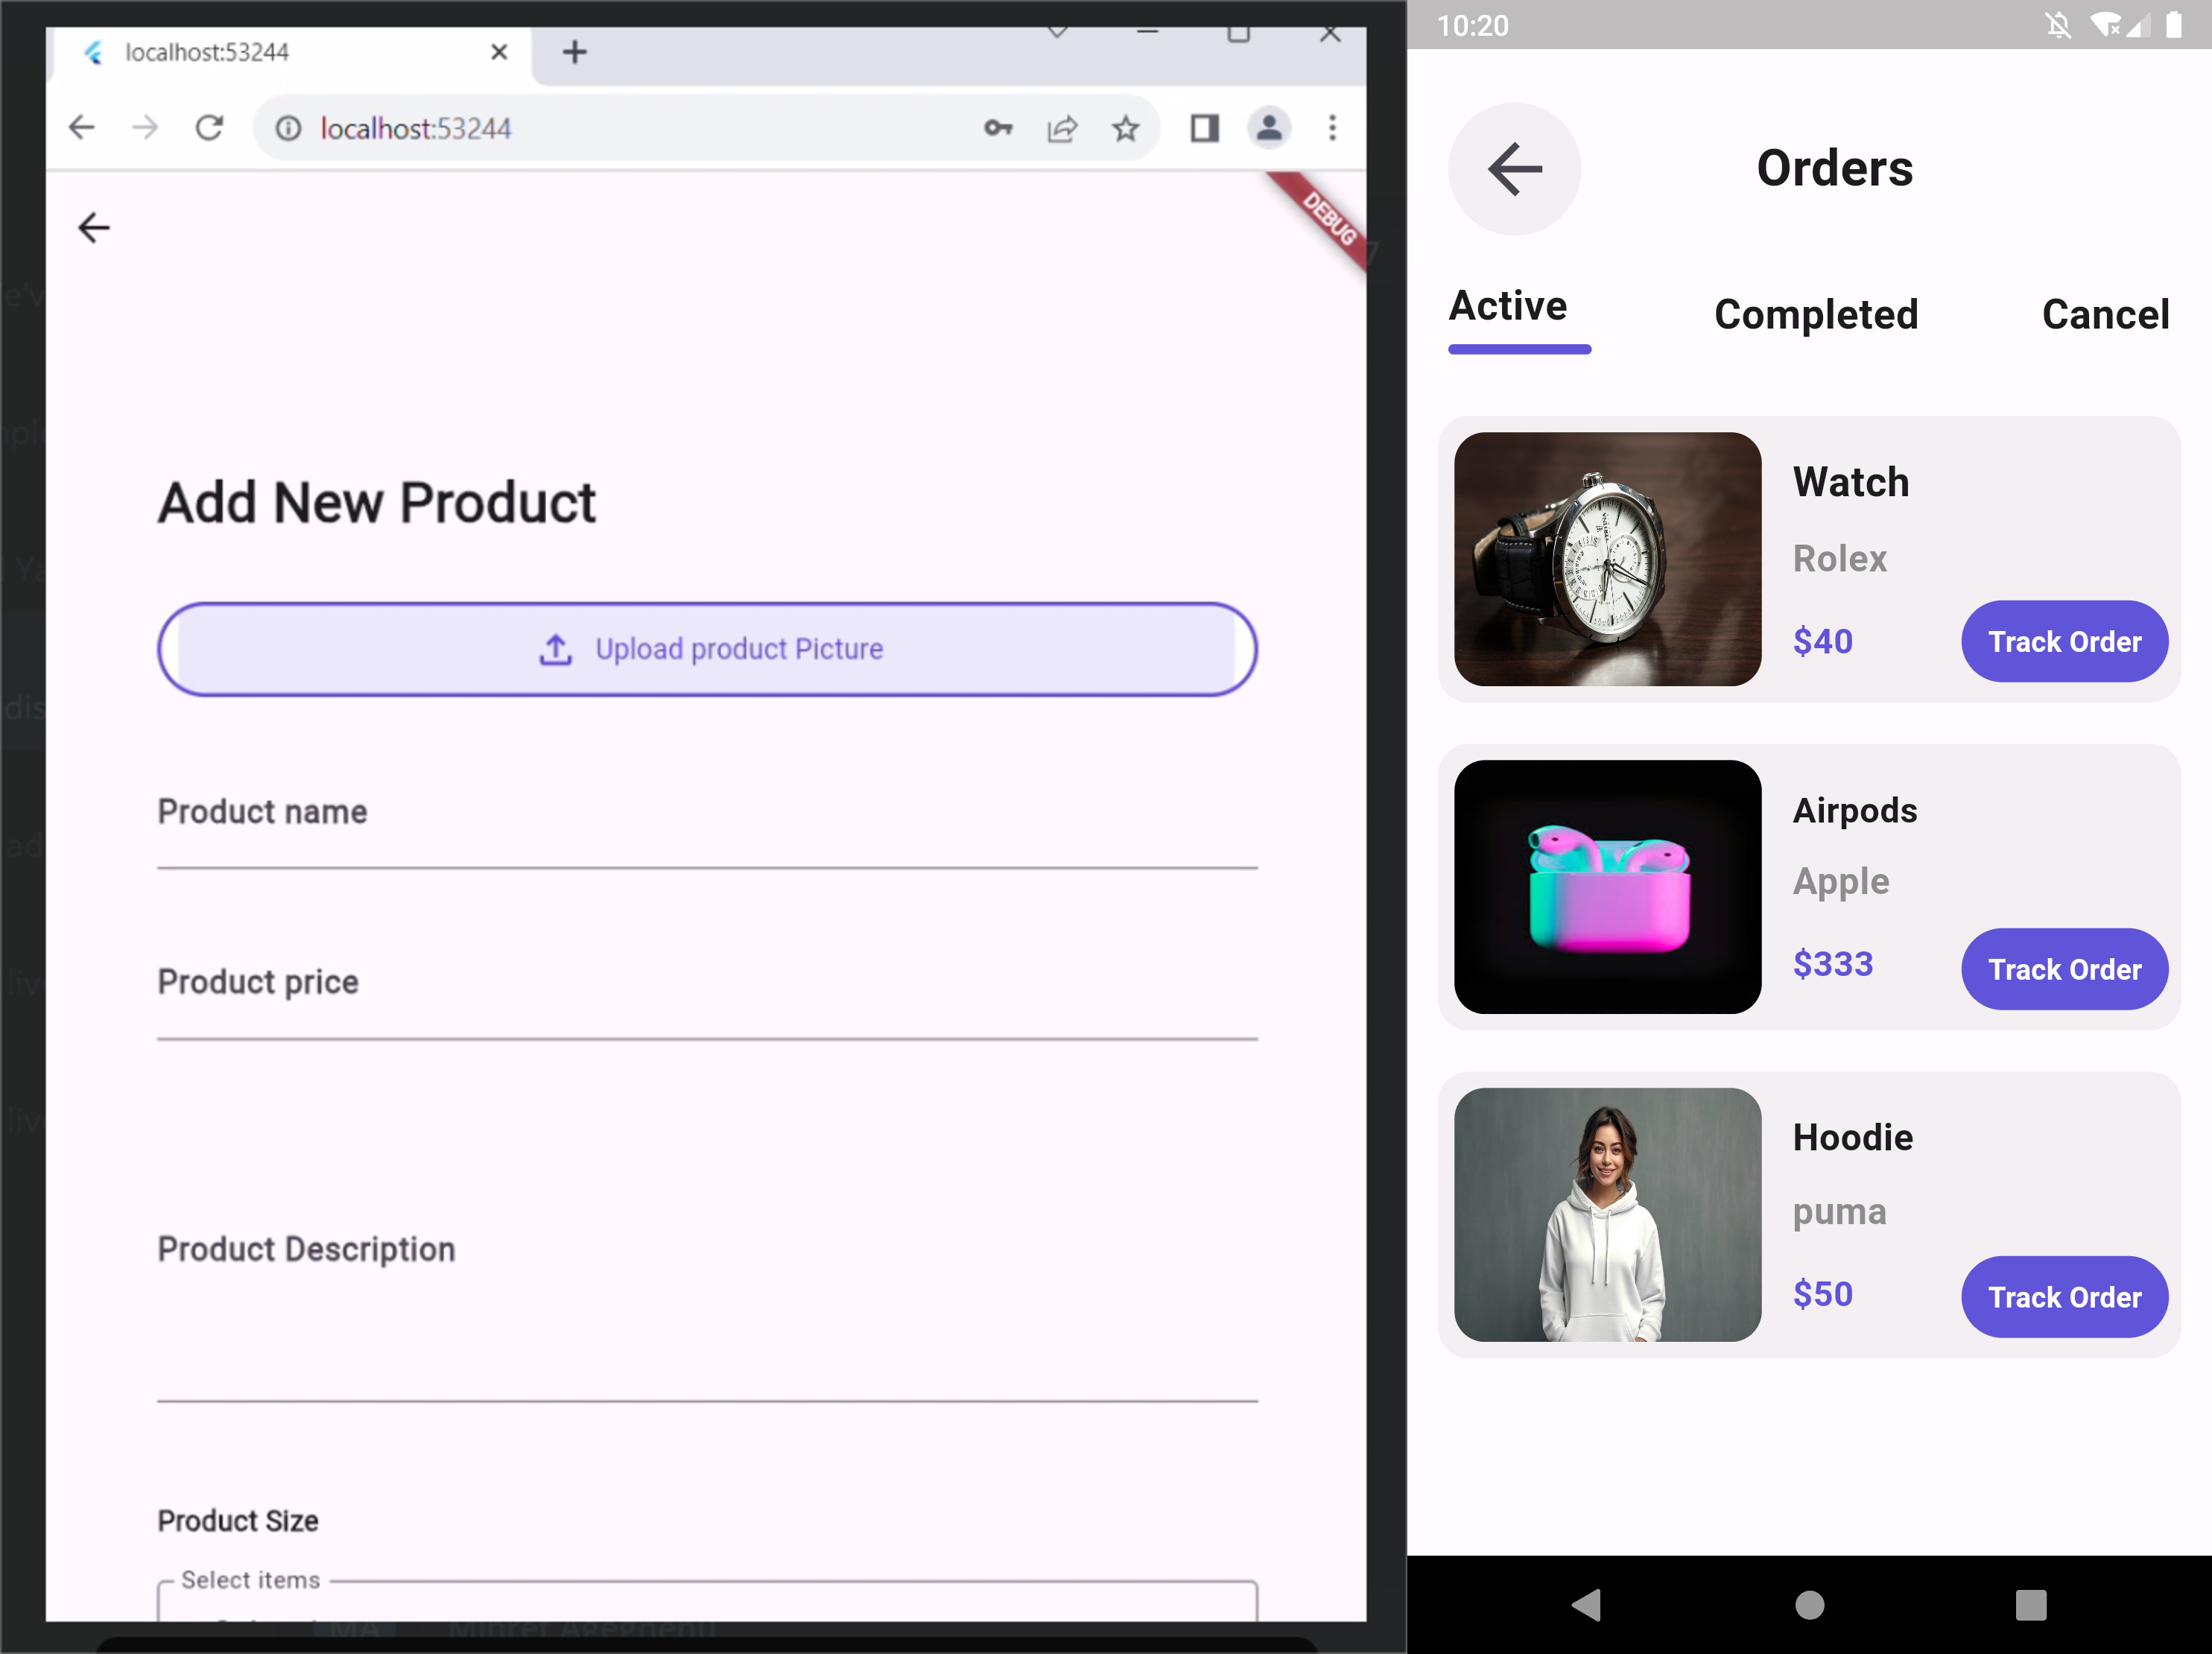 localhost:53244
localhost:53244
DEBUG
Add New Product
Upload product Picture
Product name
Product price
Product Description
Product Size
Select items
10:20
Orders
Active
Completed
Cancel
Watch
Rolex
$40
Track Order
Airpods
Apple
$333
Track Order
Hoodie
puma
$50
Track Order